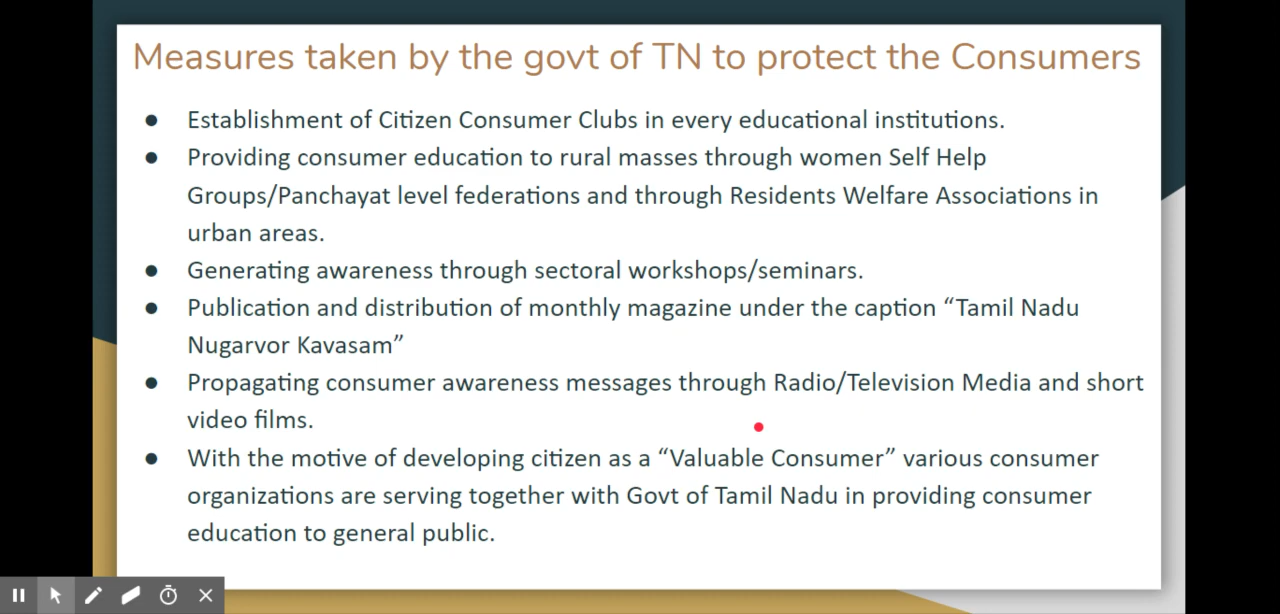 Measures taken by the govt of TN to protect the Consumers
● Establishment of Citizen Consumer Clubs in every educational institutions.
● Providing consumer education to rural masses through women Self Help
Groups/Panchayat level federations and through Residents Welfare Associations in
urban areas.
● Generating awareness through sectoral workshops/seminars.
● Publication and distribution of monthly magazine under the caption “Tamil Nadu
Nugarvor Kavasam”
● Propagating consumer awareness messages through Radio/Television Media and short
video films.
● With the motive of developing citizen as a “Valuable Consumer” various consumer
organizations are serving together with Govt of Tamil Nadu in providing consumer
education to general public.